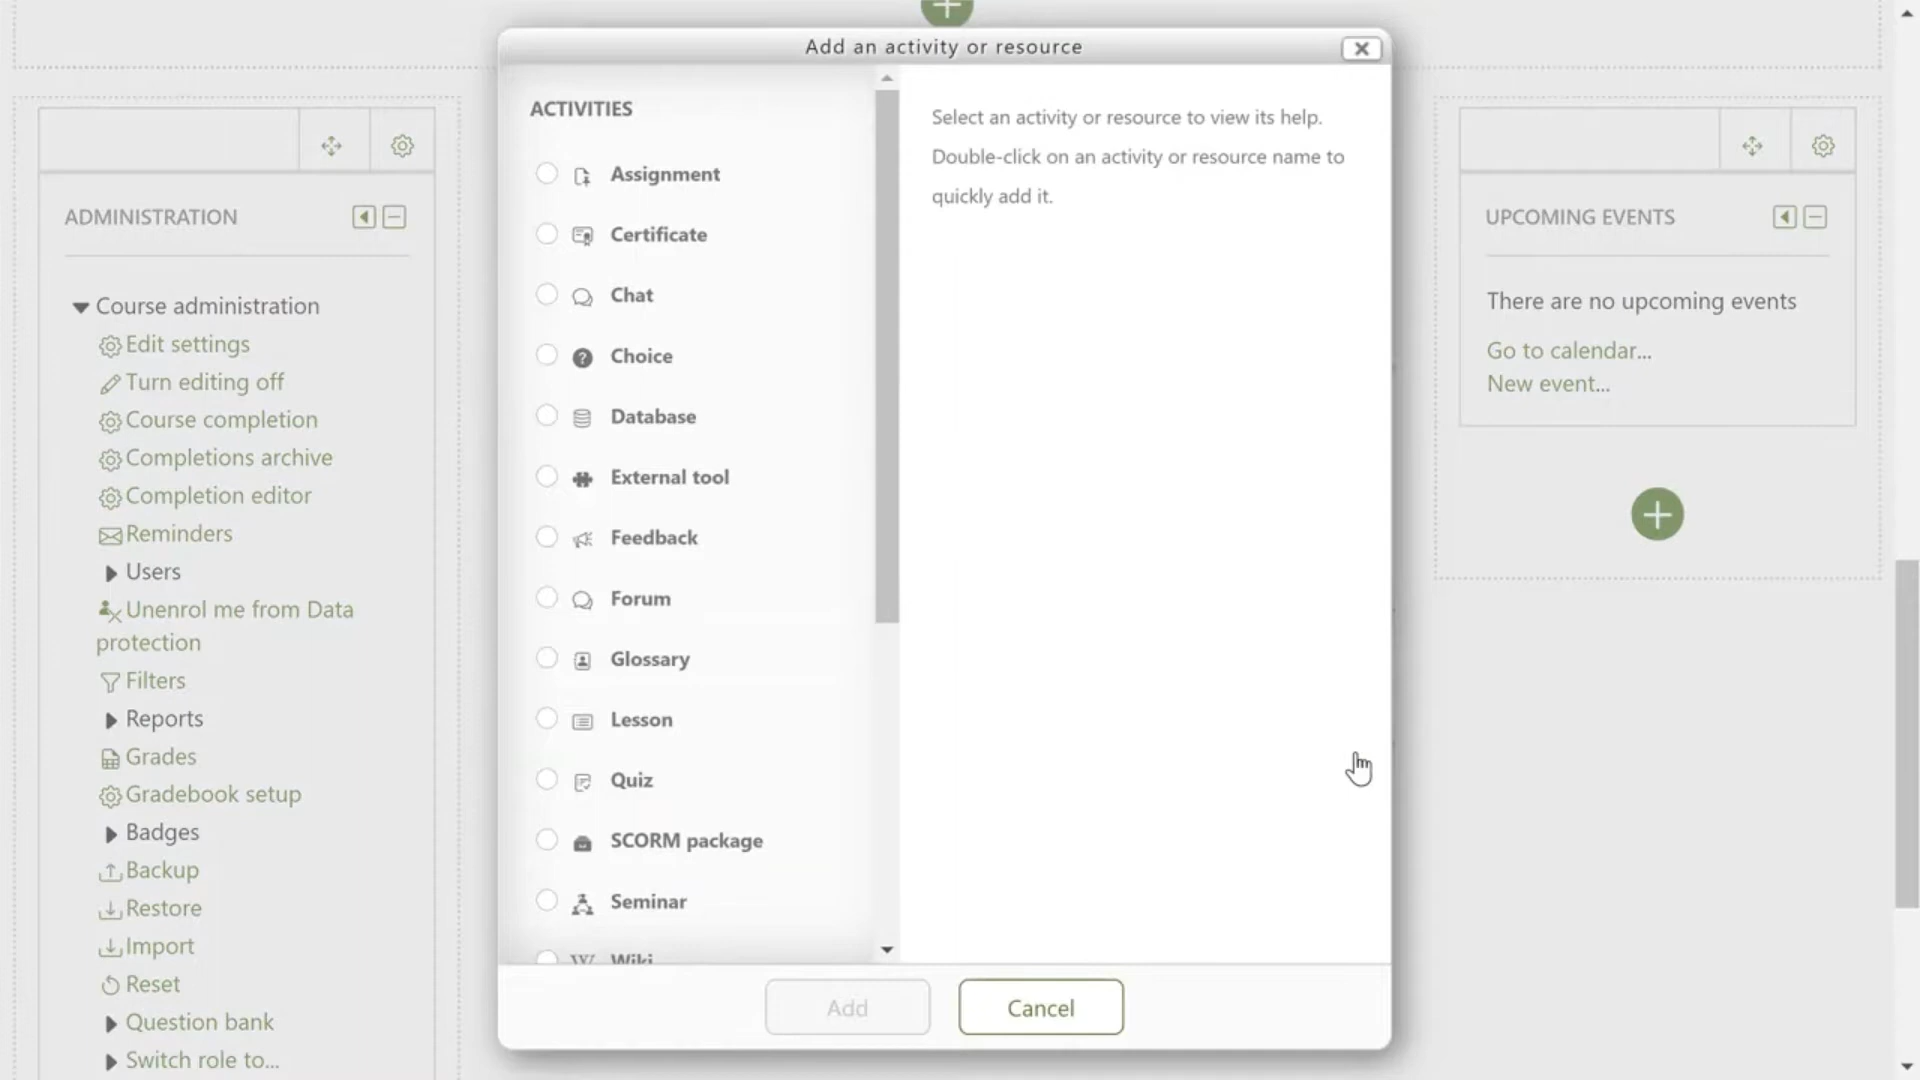 Add an activity or resource
ADMINISTRATION
Course administration
Edit settings
Turn editing off
Course completion
Completions archive
Completion editor
Reminders
Users
Unenrol me from Data
protection
Filters
Reports
Grades
Gradebook setup
Badges
Backup
Restore
Import
Reset
Question bank
Switch role to...
ACTIVITIES
Assignment
Certificate
Chat
Choice
Database
External tool
Feedback
Forum
Glossary
Lesson
Quiz
SCORM package
Seminar
Wiki
Select an activity or resource to view its help.
Double-click on an activity or resource name to
quickly add it.
Add
Cancel
UPCOMING EVENTS
There are no upcoming events
Go to calendar...
New event...